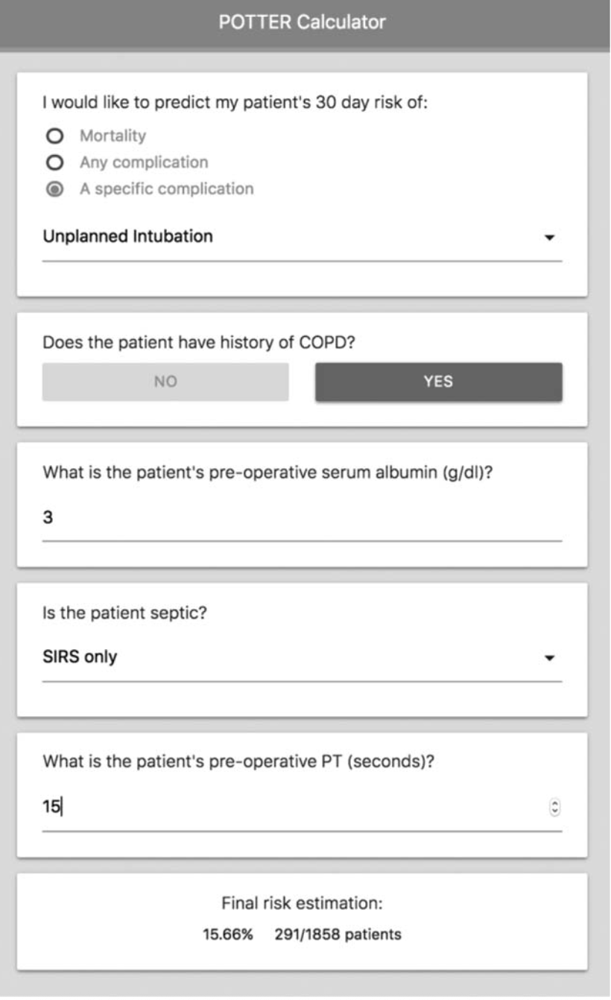 POTTER Calculator
I would like to predict my patient's 30 day risk of:
Mortality
Any complication
A specific complication
Unplanned Intubation
Does the patient have history of COPD?
NO YES
What is the patient's pre-operative serum albumin (g/dl)?
3
Is the patient septic?
SIRS only
What is the patient's pre-operative PT (seconds)?
15
Final risk estimation:
15.66% 291/1858 patients